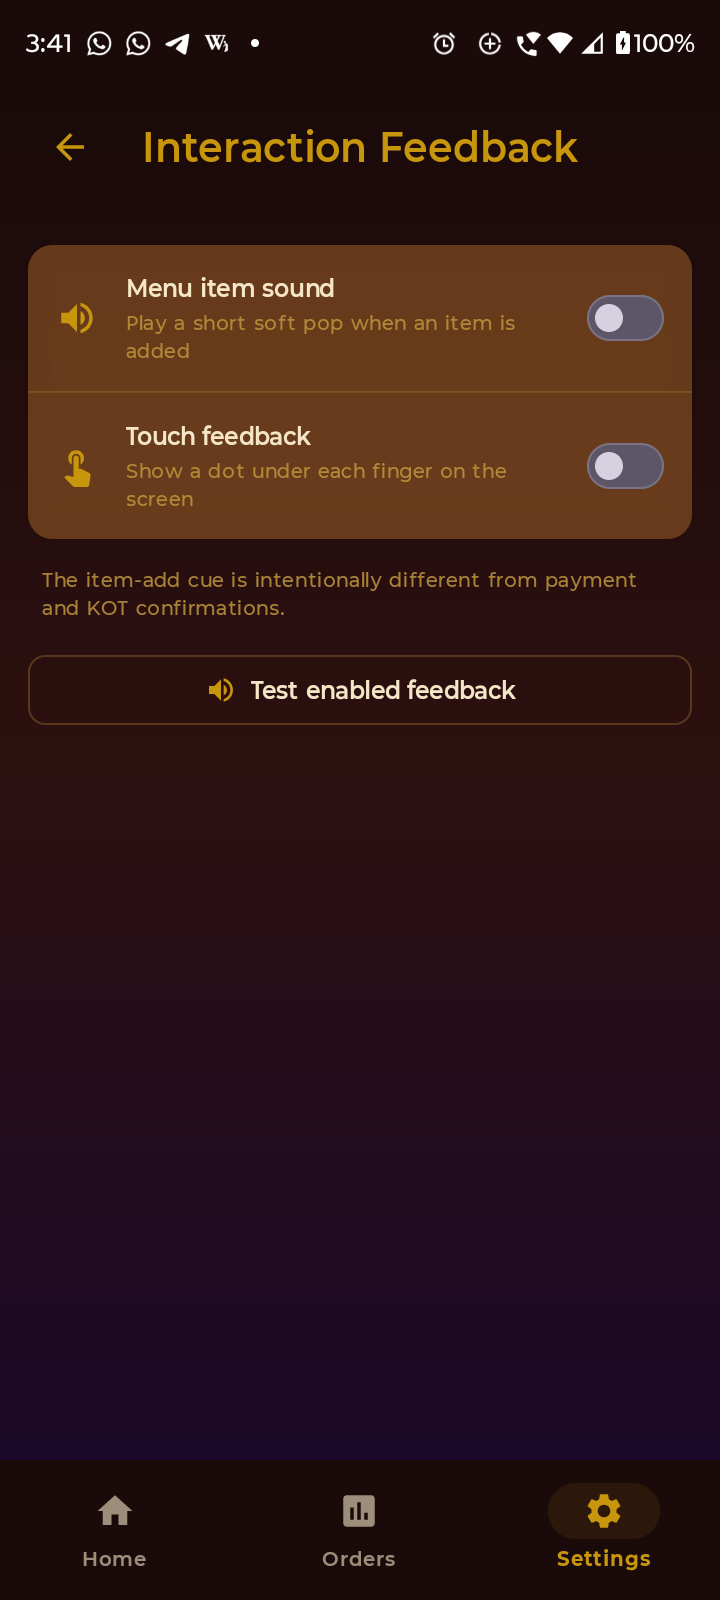 3:41 100%
Interaction Feedback
Menu item sound
Play a short soft pop when an item is
added
Touch feedback
Show a dot under each finger on the
screen
The item-add cue is intentionally different from payment
and KOT confirmations.
Test enabled feedback
Home Orders Settings